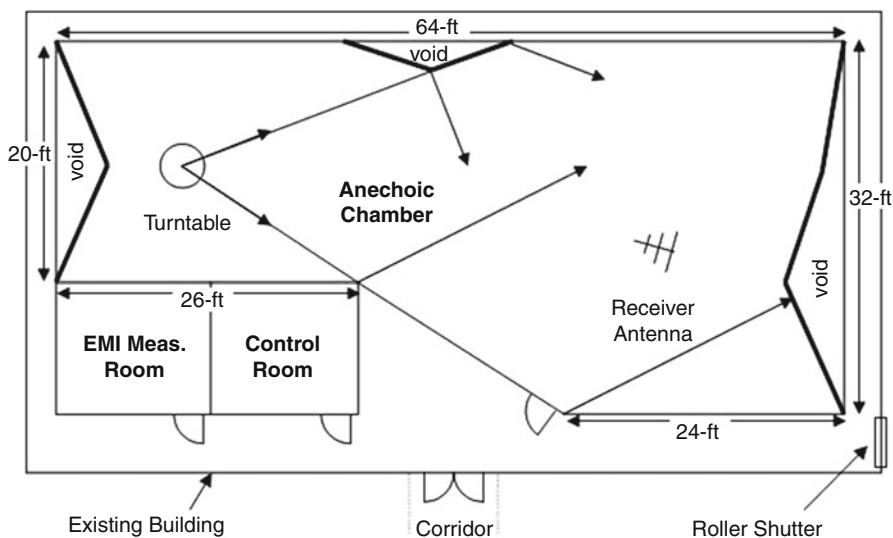 64-ft
void
20-ft
void
Anechoic
Chamber
Turntable
32-ft
26-ft
void
Receiver
Antenna
EMI Meas.
Room
Control
Room
24-ft
Existing Building
Corridor
Roller Shutter